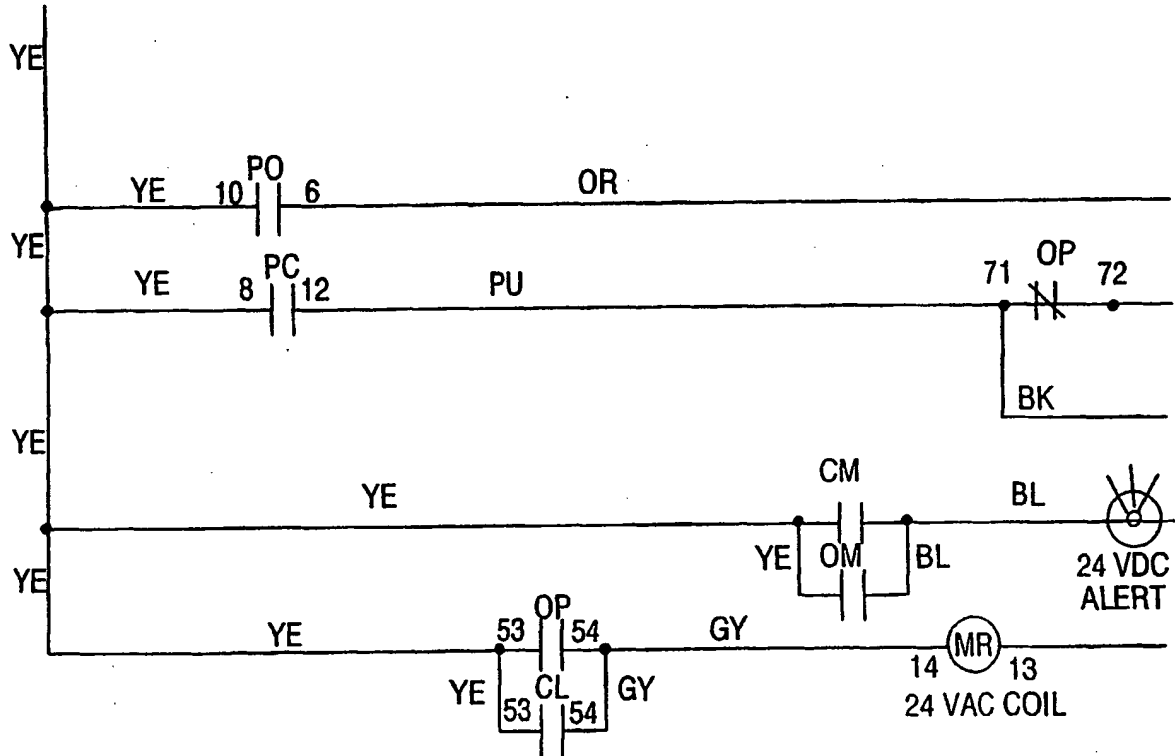 YE
YE 10 PO 6 OR
YE
YE 8 PC 12 PU 71 OP 72
BK
YE
YE CM BL
YE OM BL
24 VDC
ALERT
YE
YE 53 OP 54 GY 14 MR 13
24 VAC COIL
YE 53 CL 54 GY